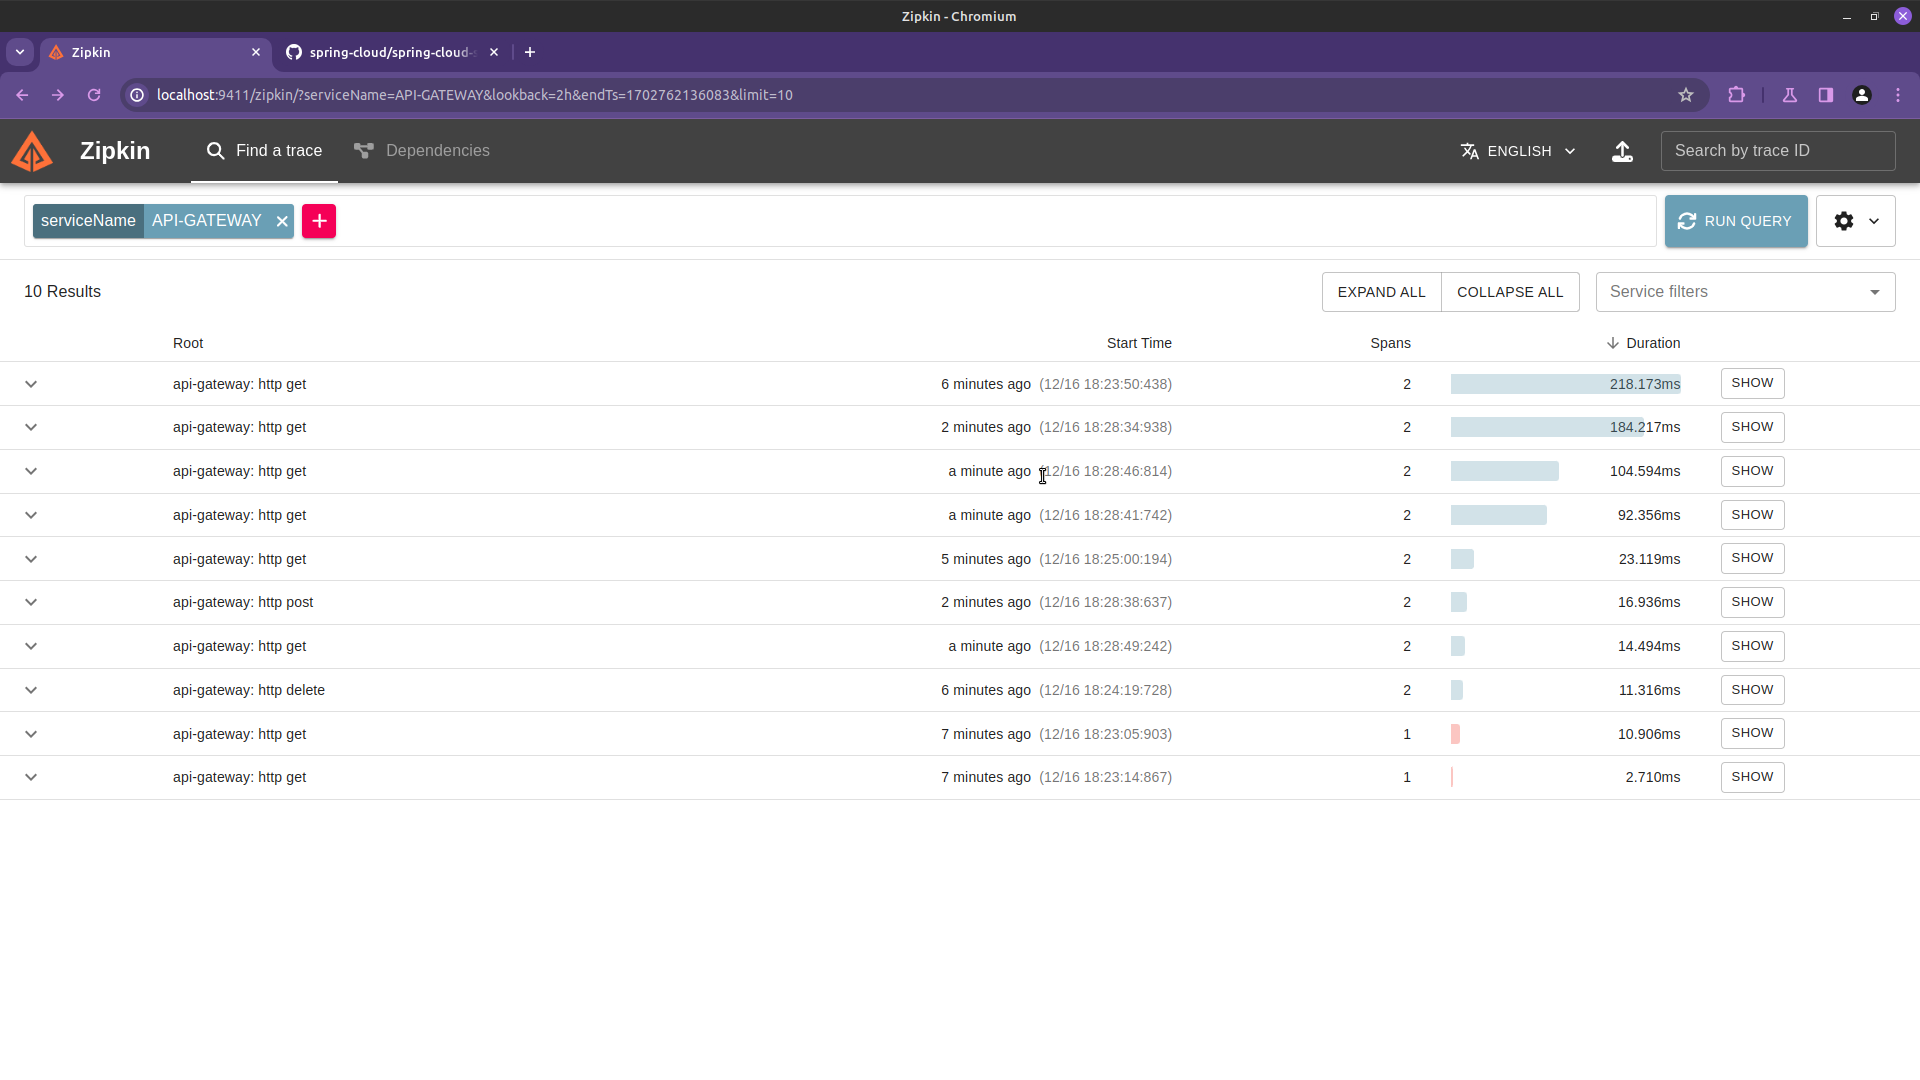 Zipkin - Chromium
Zipkin
spring-cloud/spring-cloud-
localhost:9411/zipkin/?serviceName=API-GATEWAY&lookback=2h&endTs=1702762136083&limit=10
Zipkin Find a trace Dependencies ENGLISH Search by trace ID
serviceName API-GATEWAY RUN QUERY
10 Results EXPAND ALL COLLAPSE ALL Service filters
Root Start Time Spans Duration
api-gateway: http get 6 minutes ago (12/16 18:23:50:438) 2 218.173ms SHOW
api-gateway: http get 2 minutes ago (12/16 18:28:34:938) 2 184.217ms SHOW
api-gateway: http get a minute ago (12/16 18:28:46:814) 2 104.594ms SHOW
api-gateway: http get a minute ago (12/16 18:28:41:742) 2 92.356ms SHOW
api-gateway: http get 5 minutes ago (12/16 18:25:00:194) 2 23.119ms SHOW
api-gateway: http post 2 minutes ago (12/16 18:28:38:637) 2 16.936ms SHOW
api-gateway: http get a minute ago (12/16 18:28:49:242) 2 14.494ms SHOW
api-gateway: http delete 6 minutes ago (12/16 18:24:19:728) 2 11.316ms SHOW
api-gateway: http get 7 minutes ago (12/16 18:23:05:903) 1 10.906ms SHOW
api-gateway: http get 7 minutes ago (12/16 18:23:14:867) 1 2.710ms SHOW